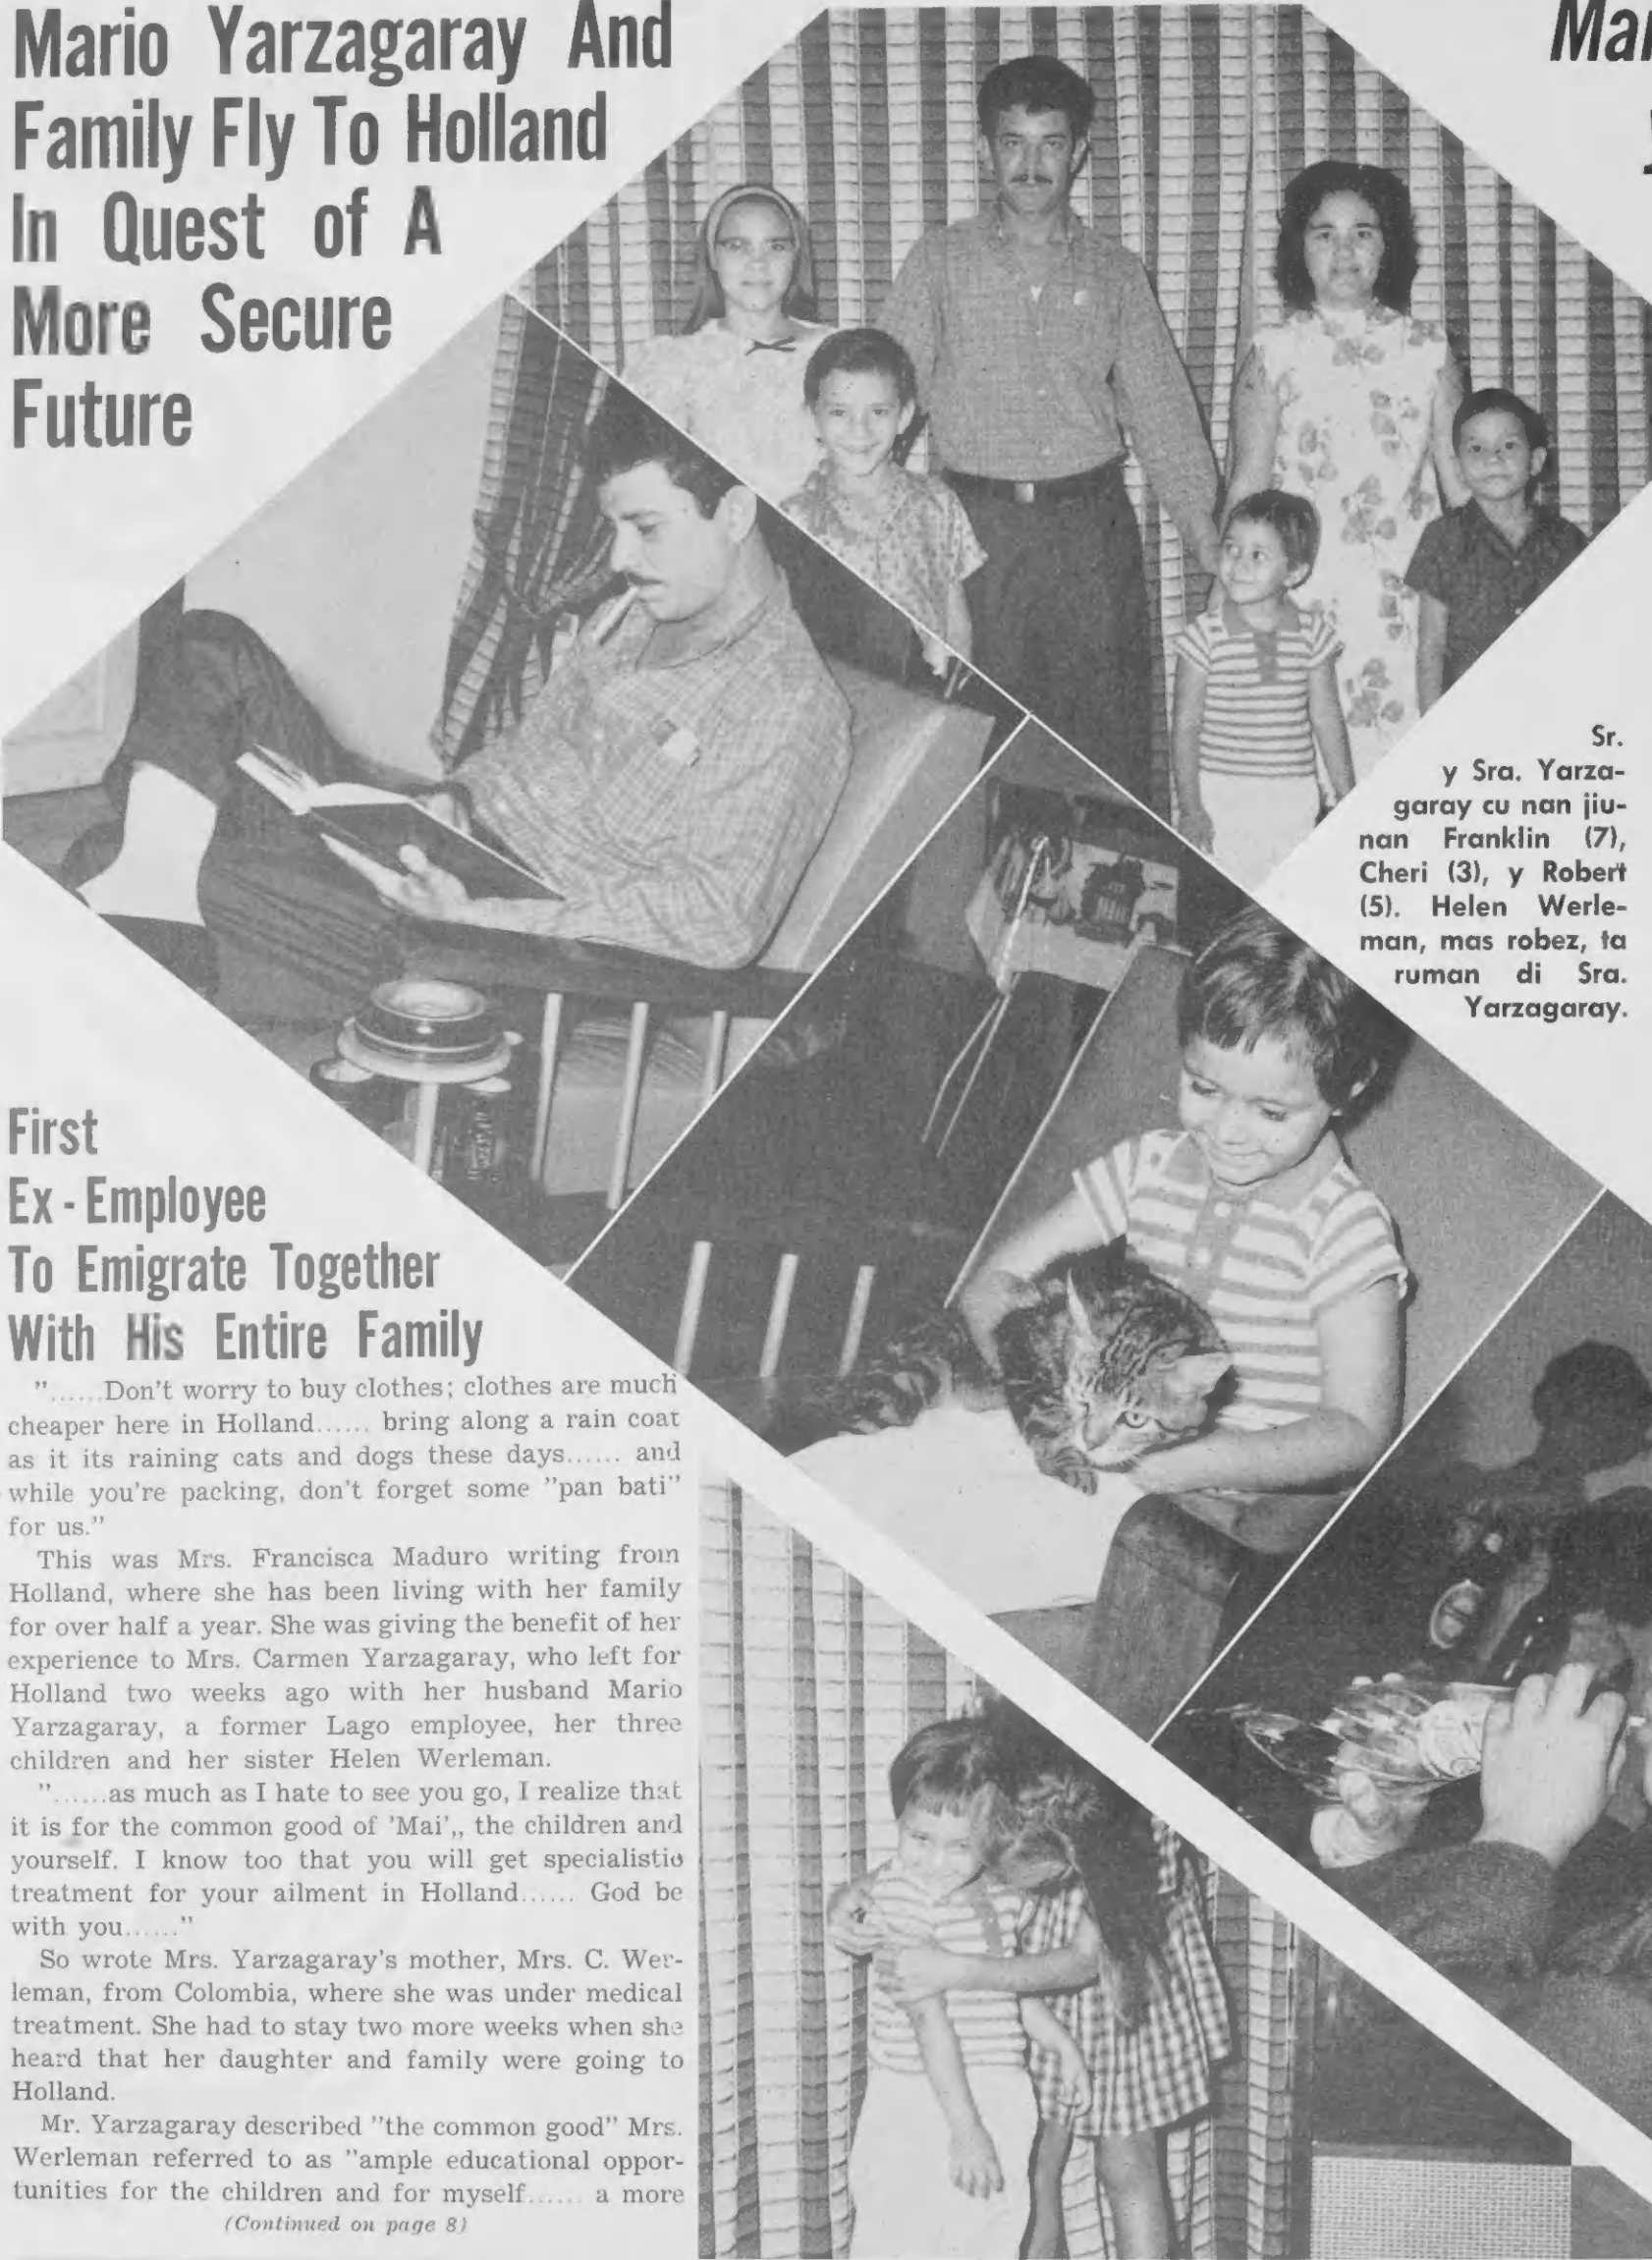 Mario Yarzagaray And
Family Fly To Holland
In Quest of A
More Secure
Future
Mar
Sr.
y Sra. Yarza-
garay cu nan jiu-
nan Franklin (7),
Cheri (3), y Robert
(5). Helen Werle-
man, mas robez, ta
ruman di Sra.
Yarzagaray.
First
Ex-Employee
To Emigrate Together
With His Entire Family
"......Don't worry to buy clothes; clothes are much
cheaper here in Holland...... bring along a rain coat
as it its raining cats and dogs these days...... and
while you're packing, don't forget some "pan bati"
for us."
This was Mrs. Francisca Maduro writing from
Holland, where she has been living with her family
for over half a year. She was giving the benefit of her
experience to Mrs. Carmen Yarzagaray, who left for
Holland two weeks ago with her husband Mario
Yarzagaray, a former Lago employee, her three
children and her sister Helen Werleman.
"......as much as I hate to see you go, I realize that
it is for the common good of 'Mai',, the children and
yourself. I know too that you will get specialistic
treatment for your ailment in Holland...... God be
with you......"
So wrote Mrs. Yarzagaray's mother, Mrs. C. Wer-
leman, from Colombia, where she was under medical
treatment. She had to stay two more weeks when she
heard that her daughter and family were going to
Holland.
Mr. Yarzagaray described "the common good" Mrs.
Werleman referred to as "ample educational oppor-
tunities for the children and for myself...... a more
(Continued on page 8)